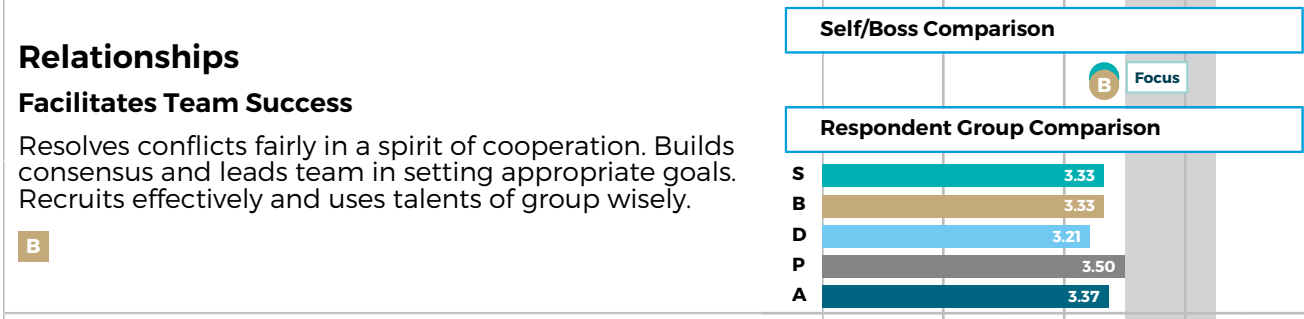 Relationships
Facilitates Team Success
Resolves conflicts fairly in a spirit of cooperation. Builds
consensus and leads team in setting appropriate goals.
Recruits effectively and uses talents of group wisely.
B
Self/Boss Comparison
B Focus
Respondent Group Comparison
S 3.33
B 3.33
D 3.21
P 3.50
A 3.37